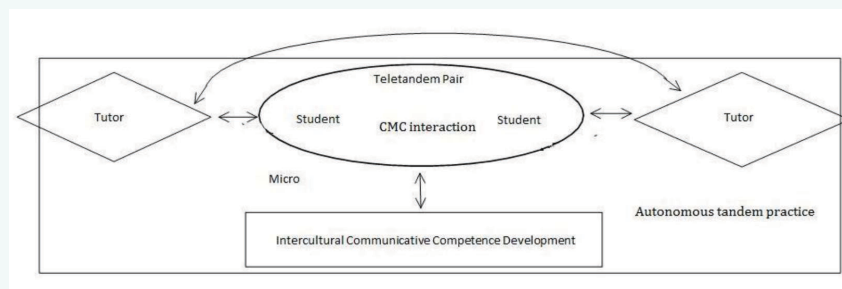 Teletandem Pair
Tutor
Student
CMC interaction
Student
Tutor
Micro
Autonomous tandem practice
Intercultural Communicative Competence Development